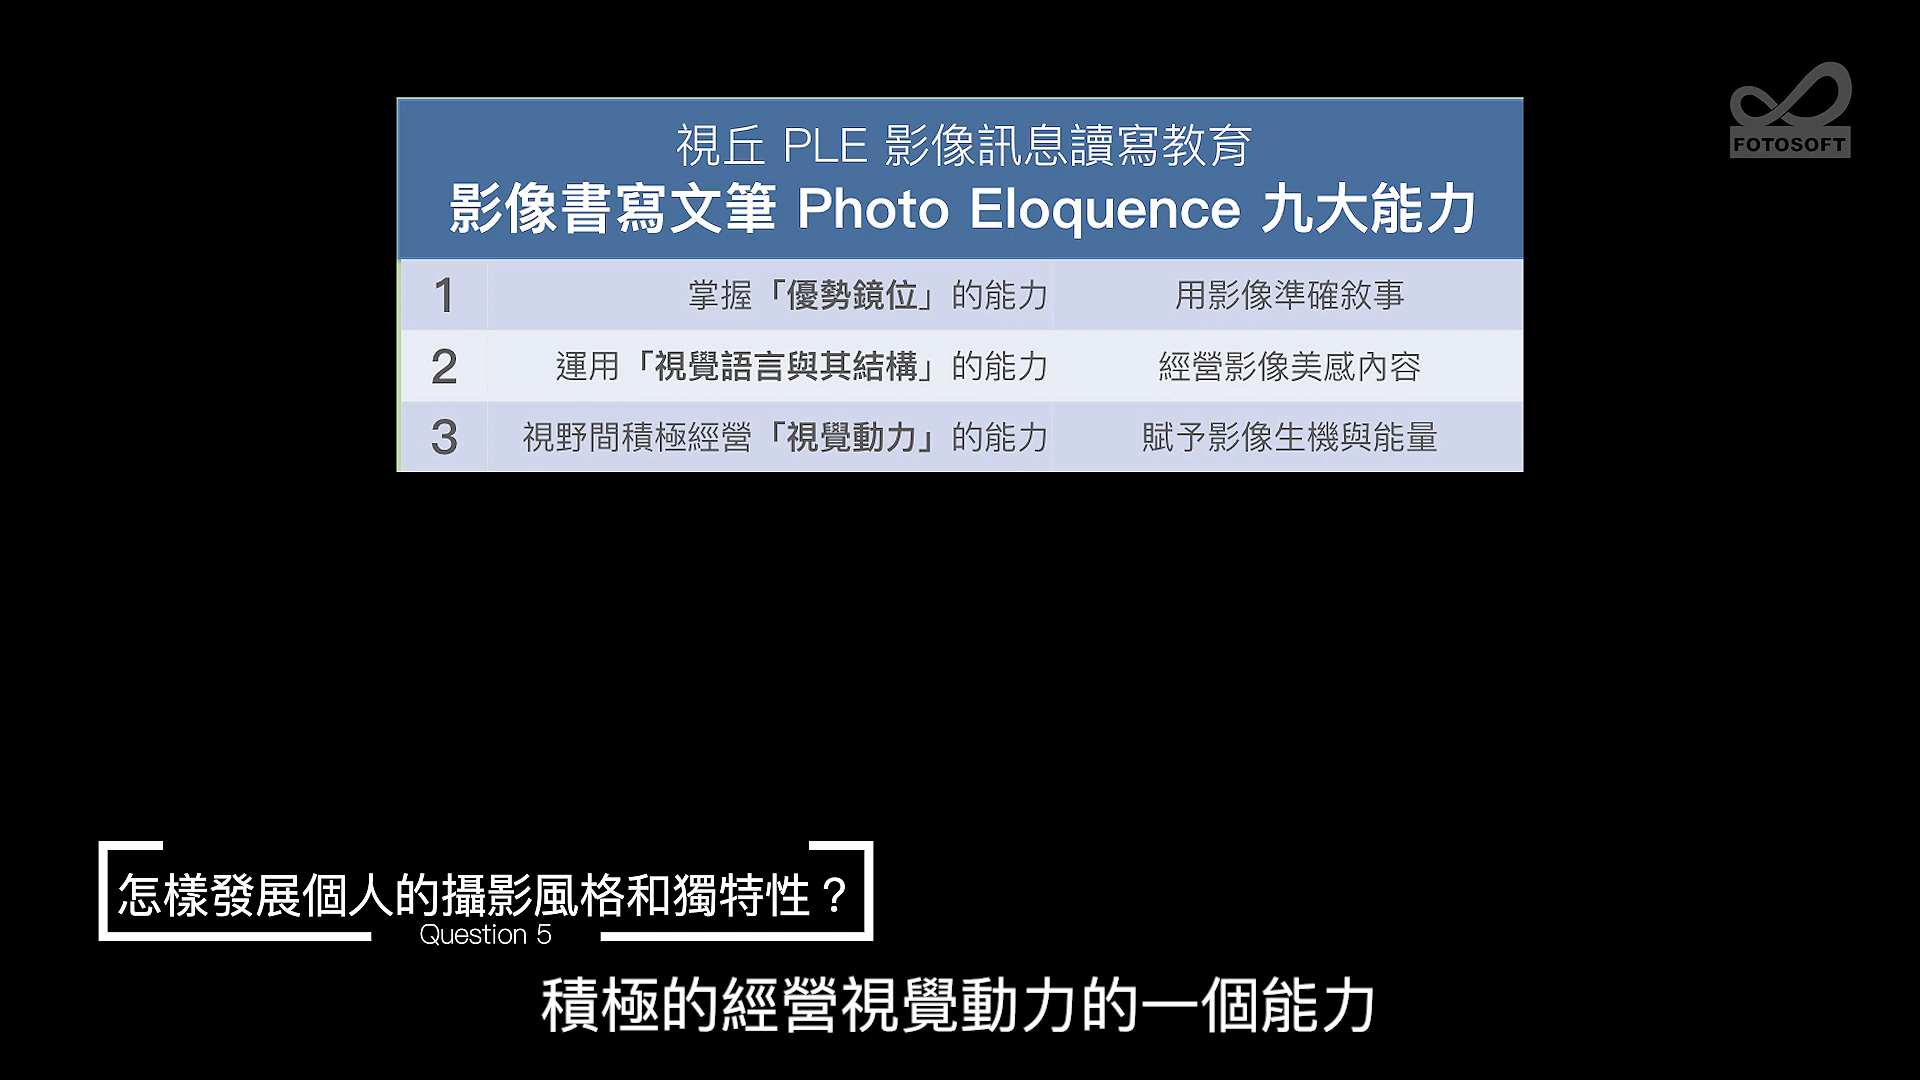 FOTOSOFT
視丘 PLE 影像訊息讀寫教育
影像書寫文筆 Photo Eloquence 九大能力
1 掌握「優勢鏡位」的能力 用影像準確敘事
2 運用「視覺語言與其結構」的能力 經營影像美感內容
3 視野間積極經營「視覺動力」的能力 賦予影像生機與能量
怎樣發展個人的攝影風格和獨特性？
Question 5
積極的經營視覺動力的一個能力